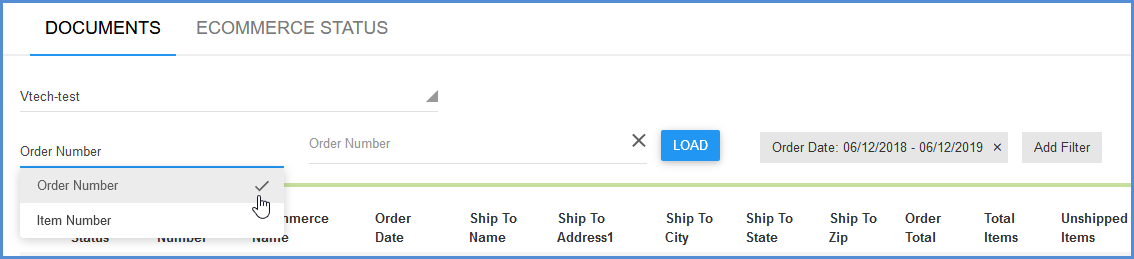 DOCUMENTS ECOMMERCE STATUS
Vtech-test
Order Number
Order Number
LOAD
Order Date: 06/12/2018 - 06/12/2019 ×
Add Filter
Order Number
Item Number
Status
Number
Name
Order
Date
Ship To
Name
Ship To
Address1
Ship To
City
Ship To
State
Ship To
Zip
Order
Total
Total
Items
Unshipped
Items